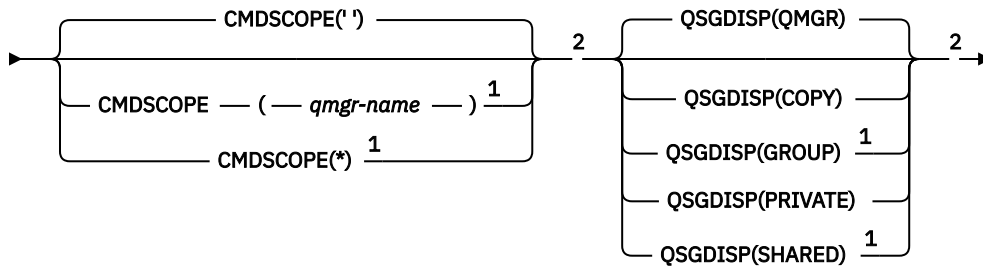 CMDSCOPE(' ')
2
CMDSCOPE ( qmgr-name ) 1
CMDSCOPE(*) 1
QSGDISP(QMGR)
2
QSGDISP(COPY)
QSGDISP(GROUP) 1
QSGDISP(PRIVATE)
QSGDISP(SHARED) 1